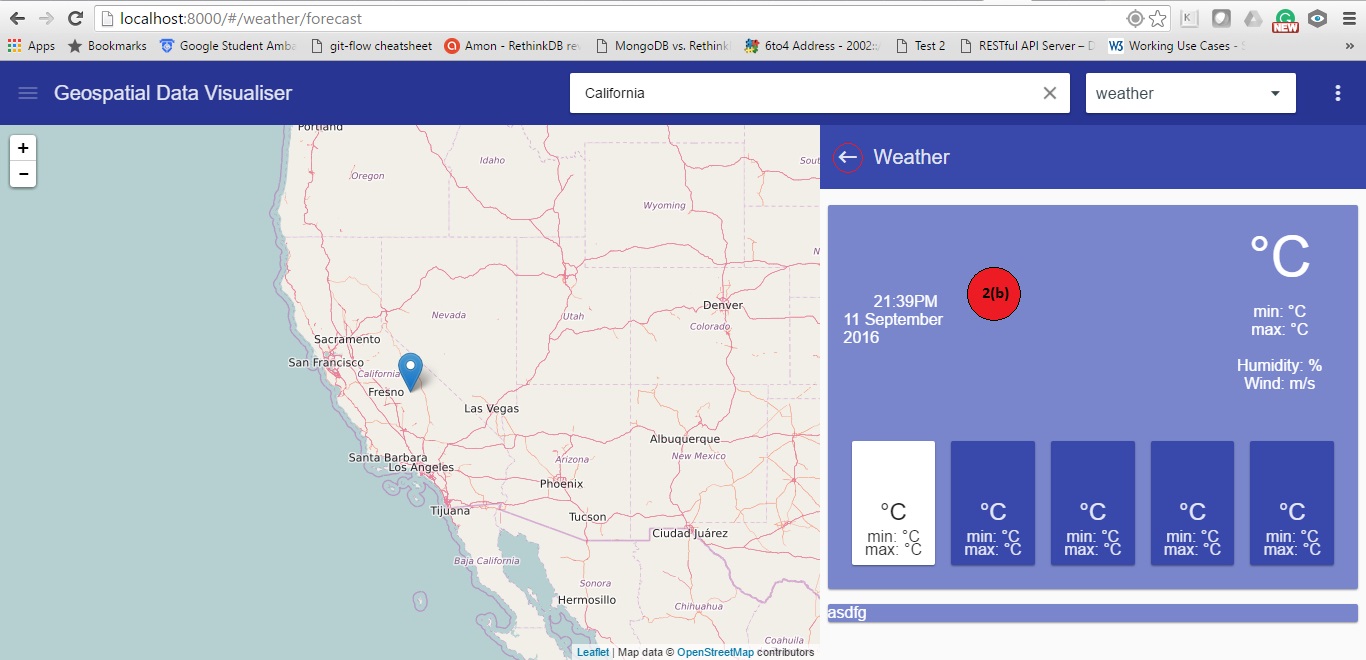 localhost:8000/#/weather/forecast
K
NEW
Apps Bookmarks Google Student Amba git-flow cheatsheet Amon - RethinkDB rev MongoDB vs. Rethink 6to4 Address - 2002:: Test 2 RESTful API Server – D W3 Working Use Cases - »
Geospatial Data Visualiser
California
weather
+
−
Weather
Portland
Idaho
Sout
Oregon
Wyoming
N
Nevada
Utah
Denver
Colorado
Sacramento
San Francisco
California
Fresno
Las Vegas
Albuquerque
New Mexico
Santa Barbara
Los Angeles
Arizona
Phoenix
Tijuana
Tucson
Ciudad Juárez
Baja California
Sonora
Hermosillo
Chihuahua
Coahuila
Leaflet | Map data © OpenStreetMap contributors
21:39PM
11 September
2016
2(b)
°C
min: °C
max: °C
Humidity: %
Wind: m/s
°C
min: °C
max: °C
°C
min: °C
max: °C
°C
min: °C
max: °C
°C
min: °C
max: °C
°C
min: °C
max: °C
asdfg